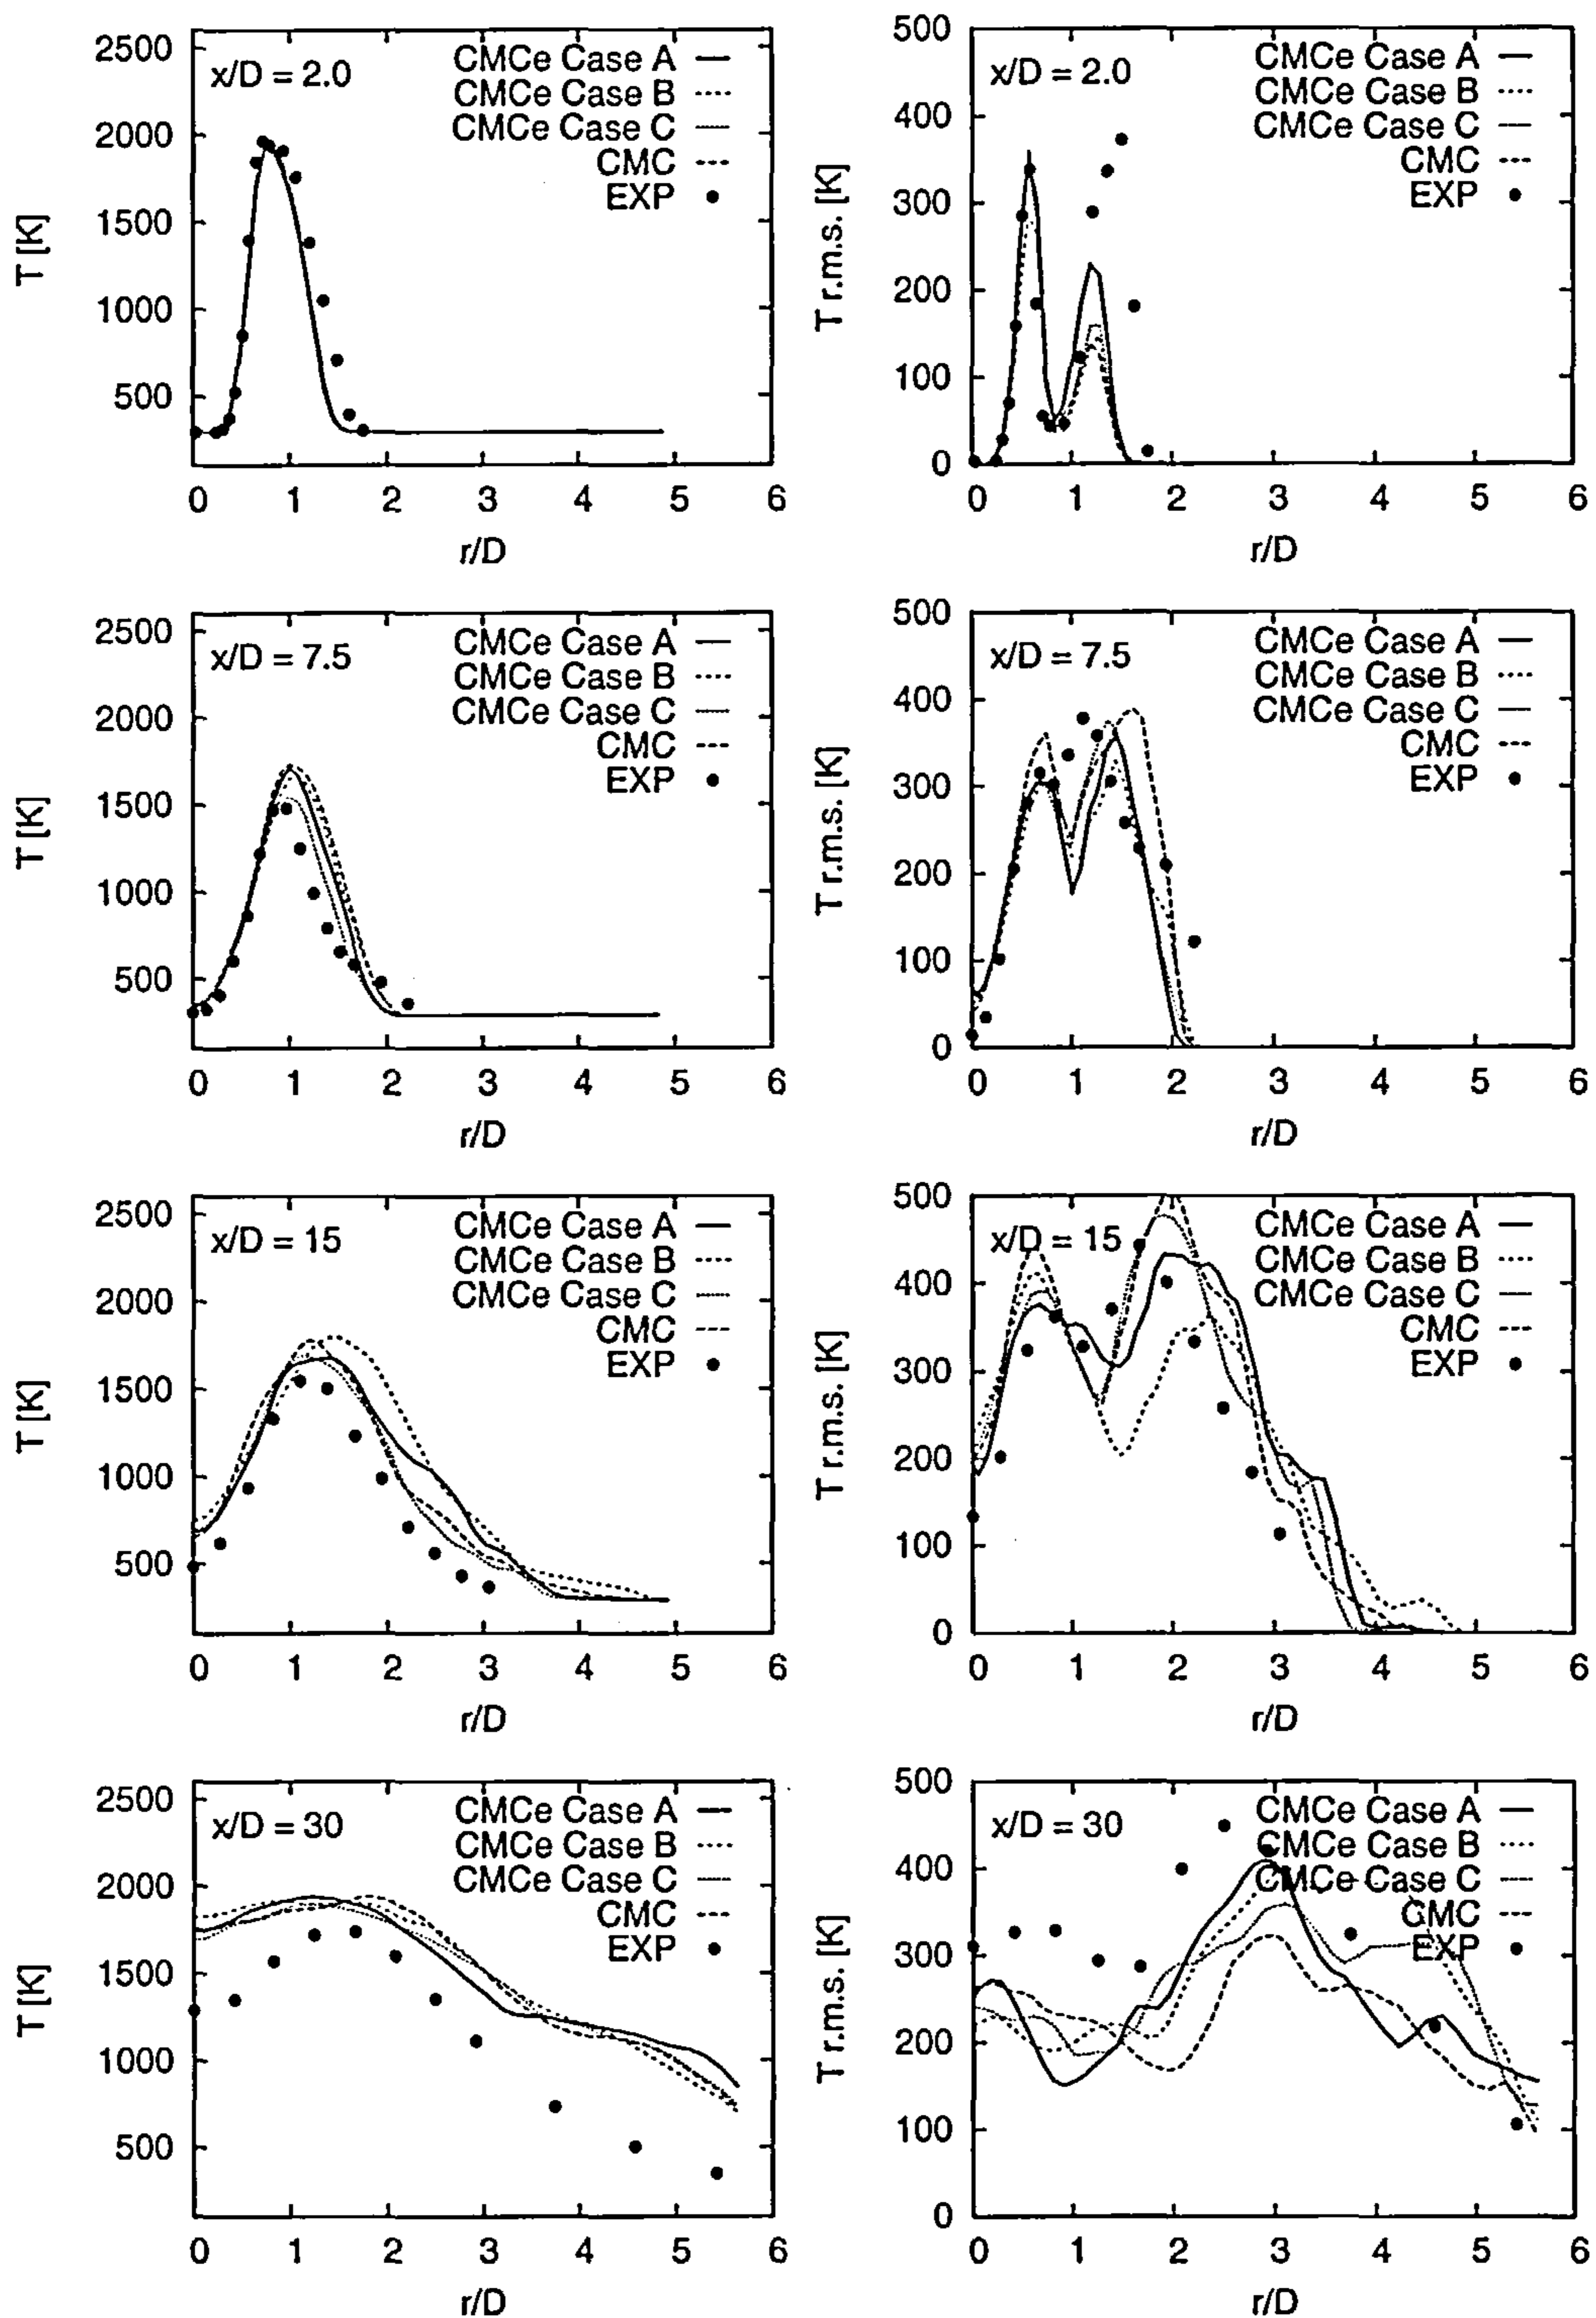 2500
2000
1500
1000
500
T [K]
x/D = 2.0
CMCe Case A
CMCe Case B
CMCe Case C
CMC
EXP
0 1 2 3 4 5 6
r/D
500
400
300
200
100
0
T r.m.s. [K]
x/D = 2.0
CMCe Case A
CMCe Case B
CMCe Case C
CMC
EXP
0 1 2 3 4 5 6
r/D
2500
2000
1500
1000
500
T [K]
x/D = 7.5
CMCe Case A
CMCe Case B
CMCe Case C
CMC
EXP
0 1 2 3 4 5 6
r/D
500
400
300
200
100
0
T r.m.s. [K]
x/D = 7.5
CMCe Case A
CMCe Case B
CMCe Case C
CMC
EXP
0 1 2 3 4 5 6
r/D
2500
2000
1500
1000
500
T [K]
x/D = 15
CMCe Case A
CMCe Case B
CMCe Case C
CMC
EXP
0 1 2 3 4 5 6
r/D
500
400
300
200
100
0
T r.m.s. [K]
x/D = 15
CMCe Case A
CMCe Case B
CMCe Case C
CMC
EXP
0 1 2 3 4 5 6
r/D
2500
2000
1500
1000
500
T [K]
x/D = 30
CMCe Case A
CMCe Case B
CMCe Case C
CMC
EXP
0 1 2 3 4 5 6
r/D
500
400
300
200
100
0
T r.m.s. [K]
x/D = 30
CMCe Case A
CMCe Case B
CMCe Case C
CMC
EXP
0 1 2 3 4 5 6
r/D